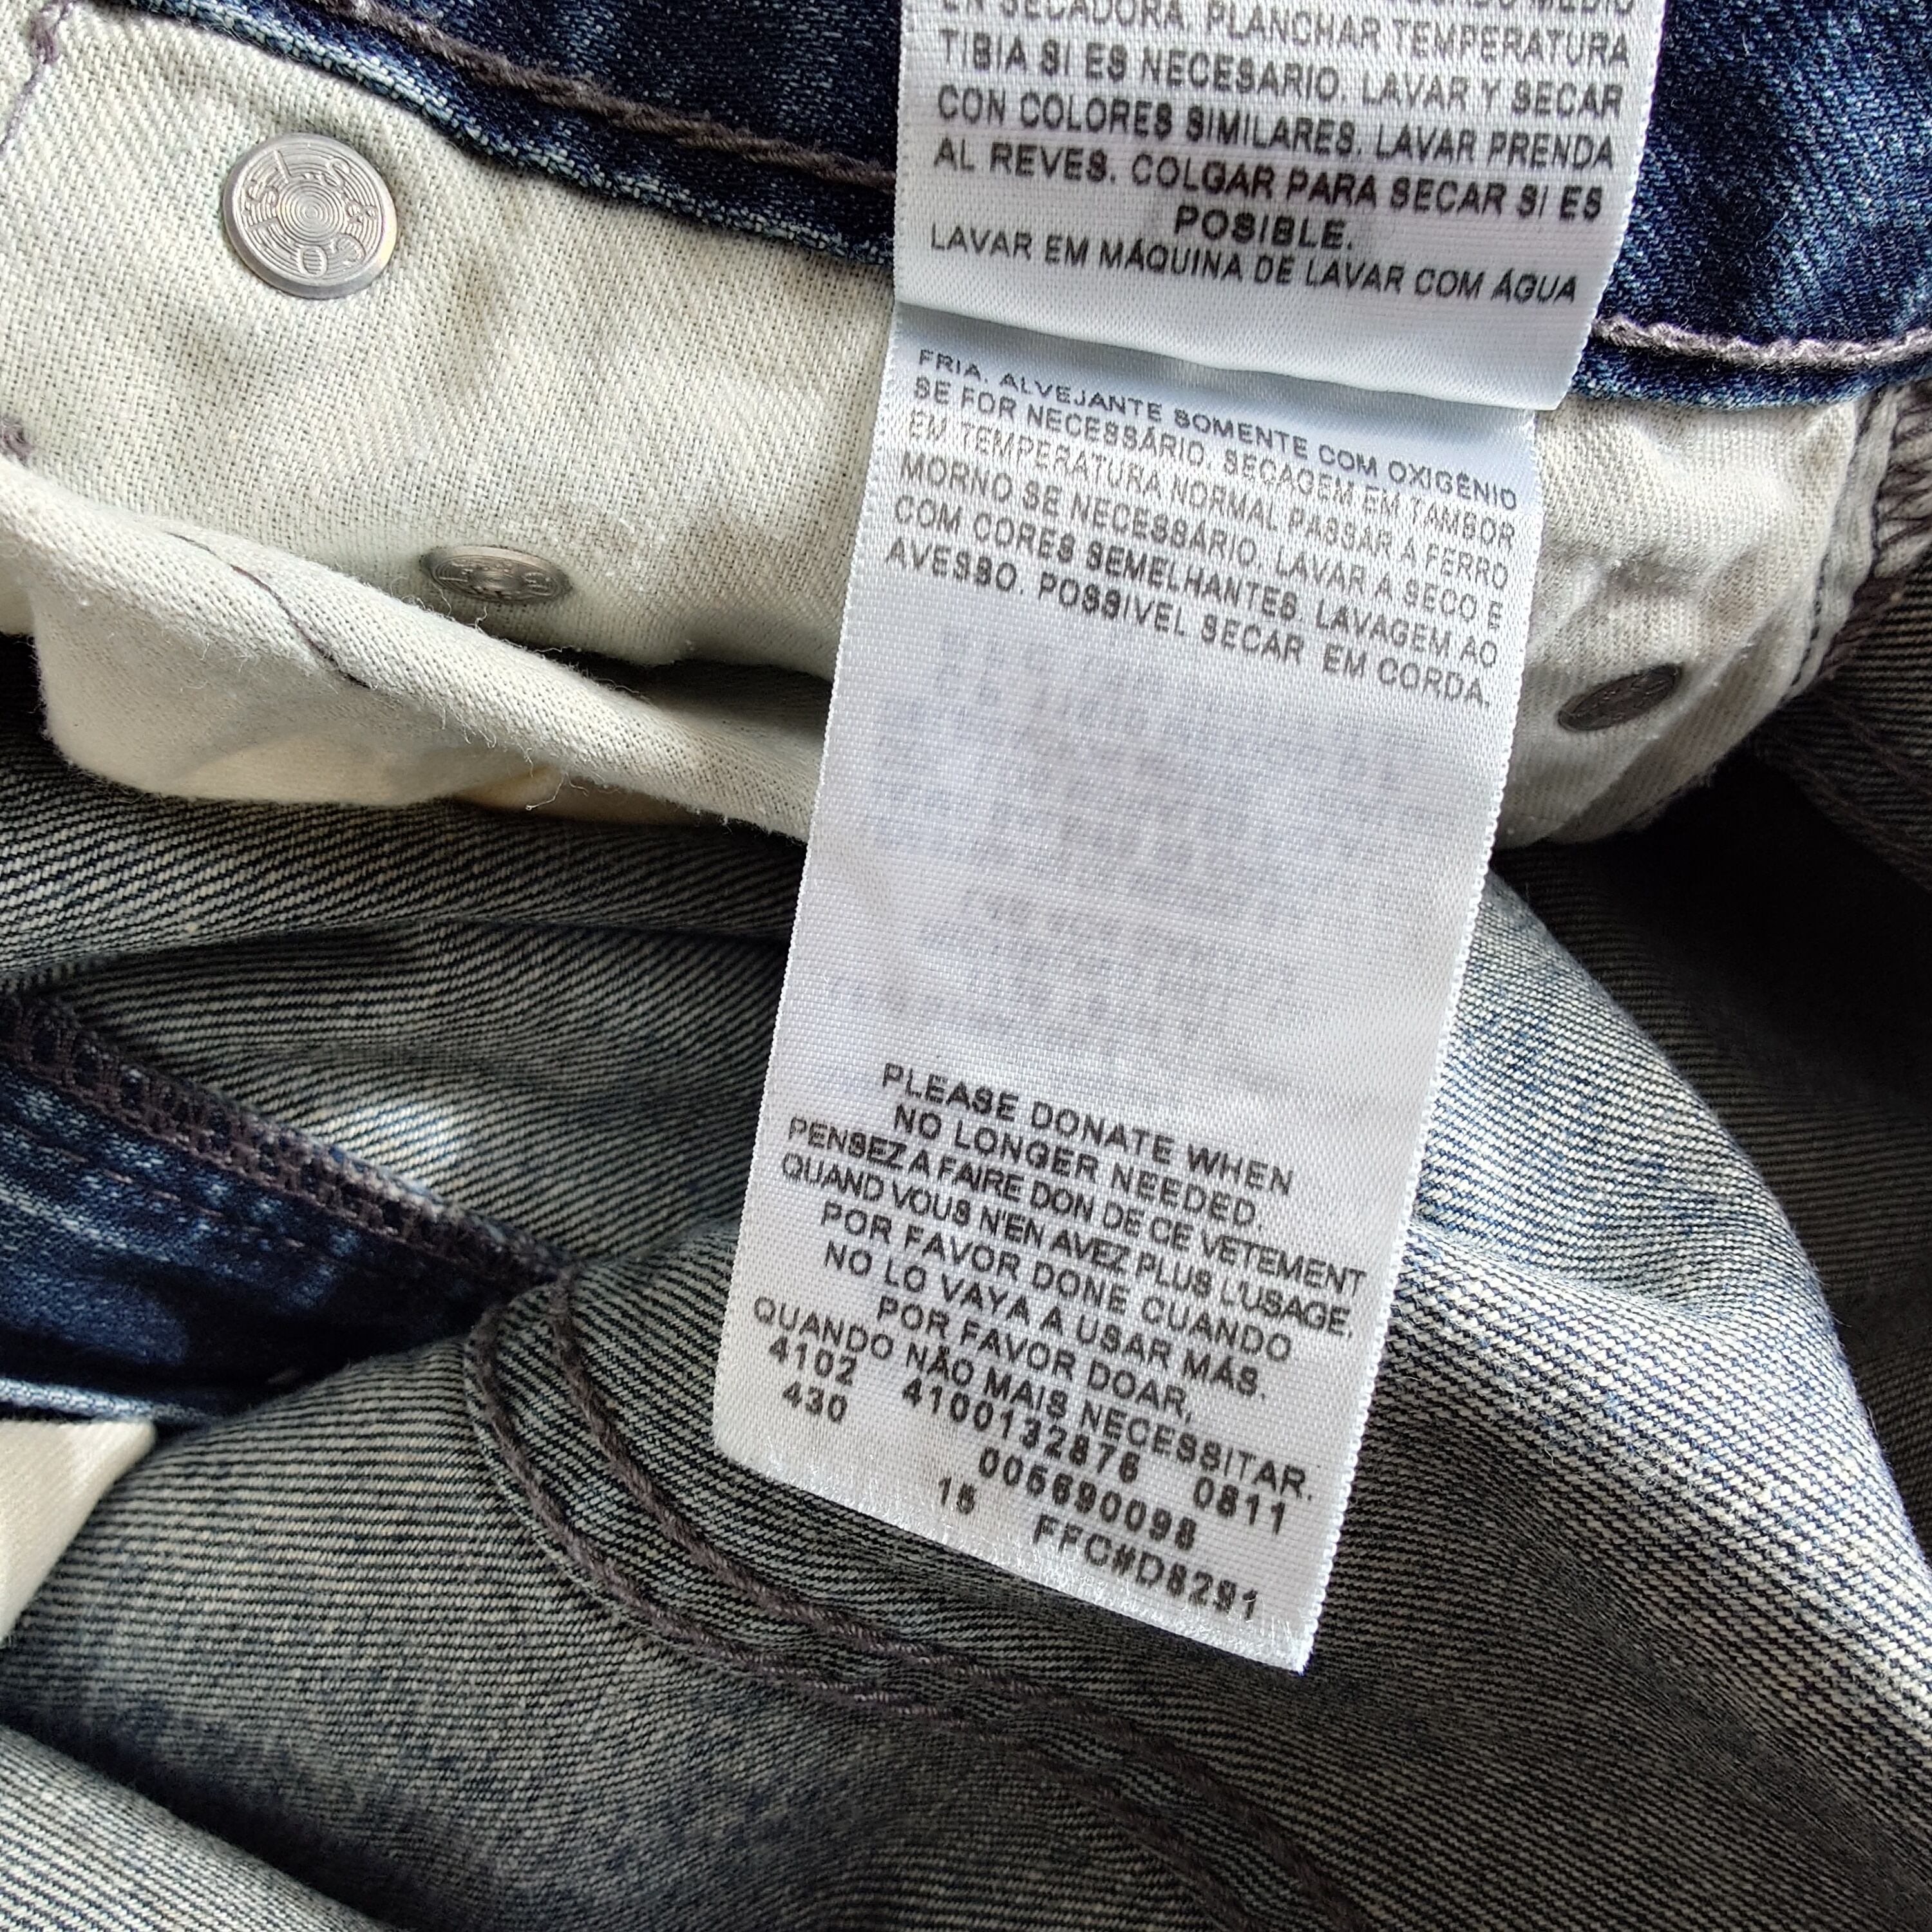 EN SECADORA. PLANCHAR TEMPERATURA
TIBIA SI ES NECESARIO. LAVAR Y SECAR
CON COLORES SIMILARES. LAVAR PRENDA
AL REVES. COLGAR PARA SECAR SI ES
POSIBLE.
LAVAR EM MÁQUINA DE LAVAR COM ÁGUA
FRIA. ALVEJANTE SOMENTE COM OXIGÊNIO
SE FOR NECESSÁRIO. SECAGEM EM TAMBOR
EM TEMPERATURA NORMAL PASSAR A FERRO
MORNO SE NECESSÁRIO. LAVAR A SECO E
COM CORES SEMELHANTES. LAVAGEM AO
AVESSO. POSSIVEL SECAR EM CORDA.
PLEASE DONATE WHEN
NO LONGER NEEDED.
PENSEZ A FAIRE DON DE CE VETEMENT
QUAND VOUS N'EN AVEZ PLUS L'USAGE.
POR FAVOR DONE CUANDO
NO LO VAYA A USAR MÁS.
POR FAVOR DOAR,
QUANDO NÃO MAIS NECESSITAR.
4102 4100132876 0811
430 005690098
15 FFC#D8291